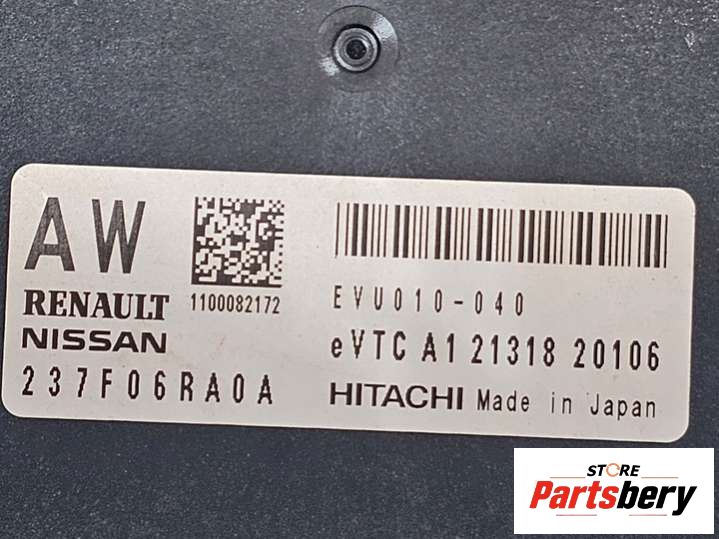 AW
1100082172
RENAULT
NISSAN
237F06RA0A
EVU010-040
eVTC A1 21318 20106
HITACHI Made in Japan
STORE
Partsbery